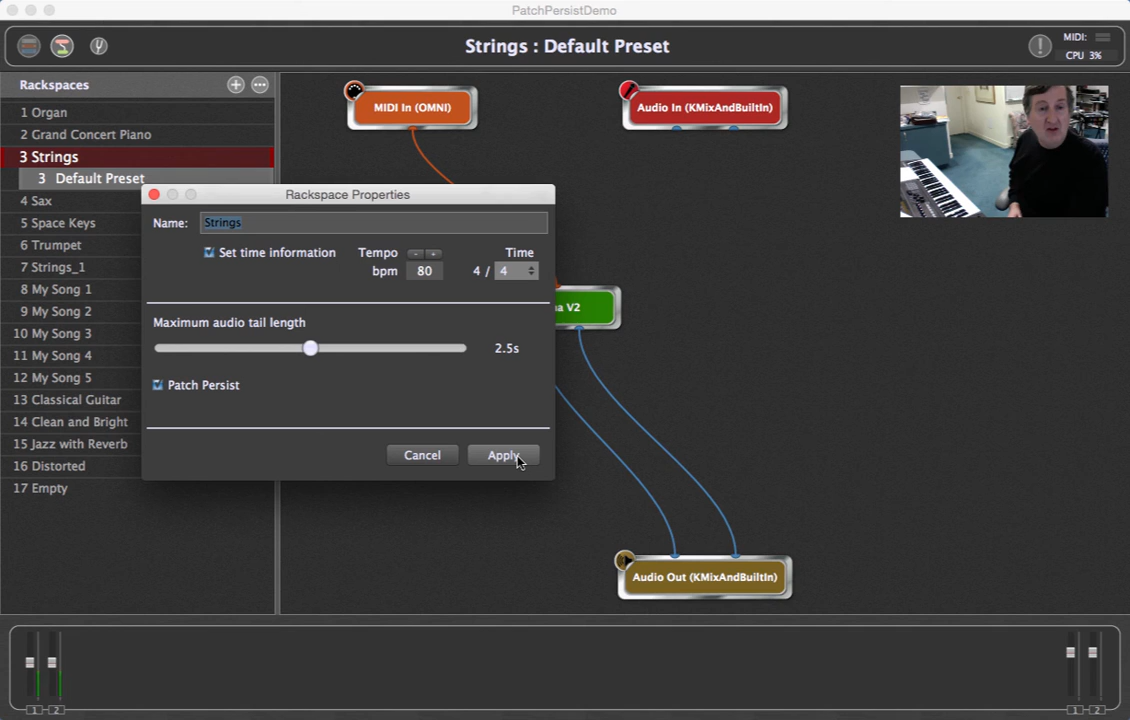 PatchPersistDemo
Strings : Default Preset
MIDI:
CPU 3%
Rackspaces
1 Organ
2 Grand Concert Piano
3 Strings
3 Default Preset
4 Sax
5 Space Keys
6 Trumpet
7 Strings_1
8 My Song 1
9 My Song 2
10 My Song 3
11 My Song 4
12 My Song 5
13 Classical Guitar
14 Clean and Bright
15 Jazz with Reverb
16 Distorted
17 Empty
MIDI In (OMNI)
Audio In (KMixAndBuiltIn)
Rackspace Properties
Name: Strings
Set time information
Tempo - +
bpm 80
Time
4 / 4
Maximum audio tail length
2.5s
Patch Persist
Cancel
Apply
a V2
Audio Out (KMixAndBuiltIn)
1 2
1 2